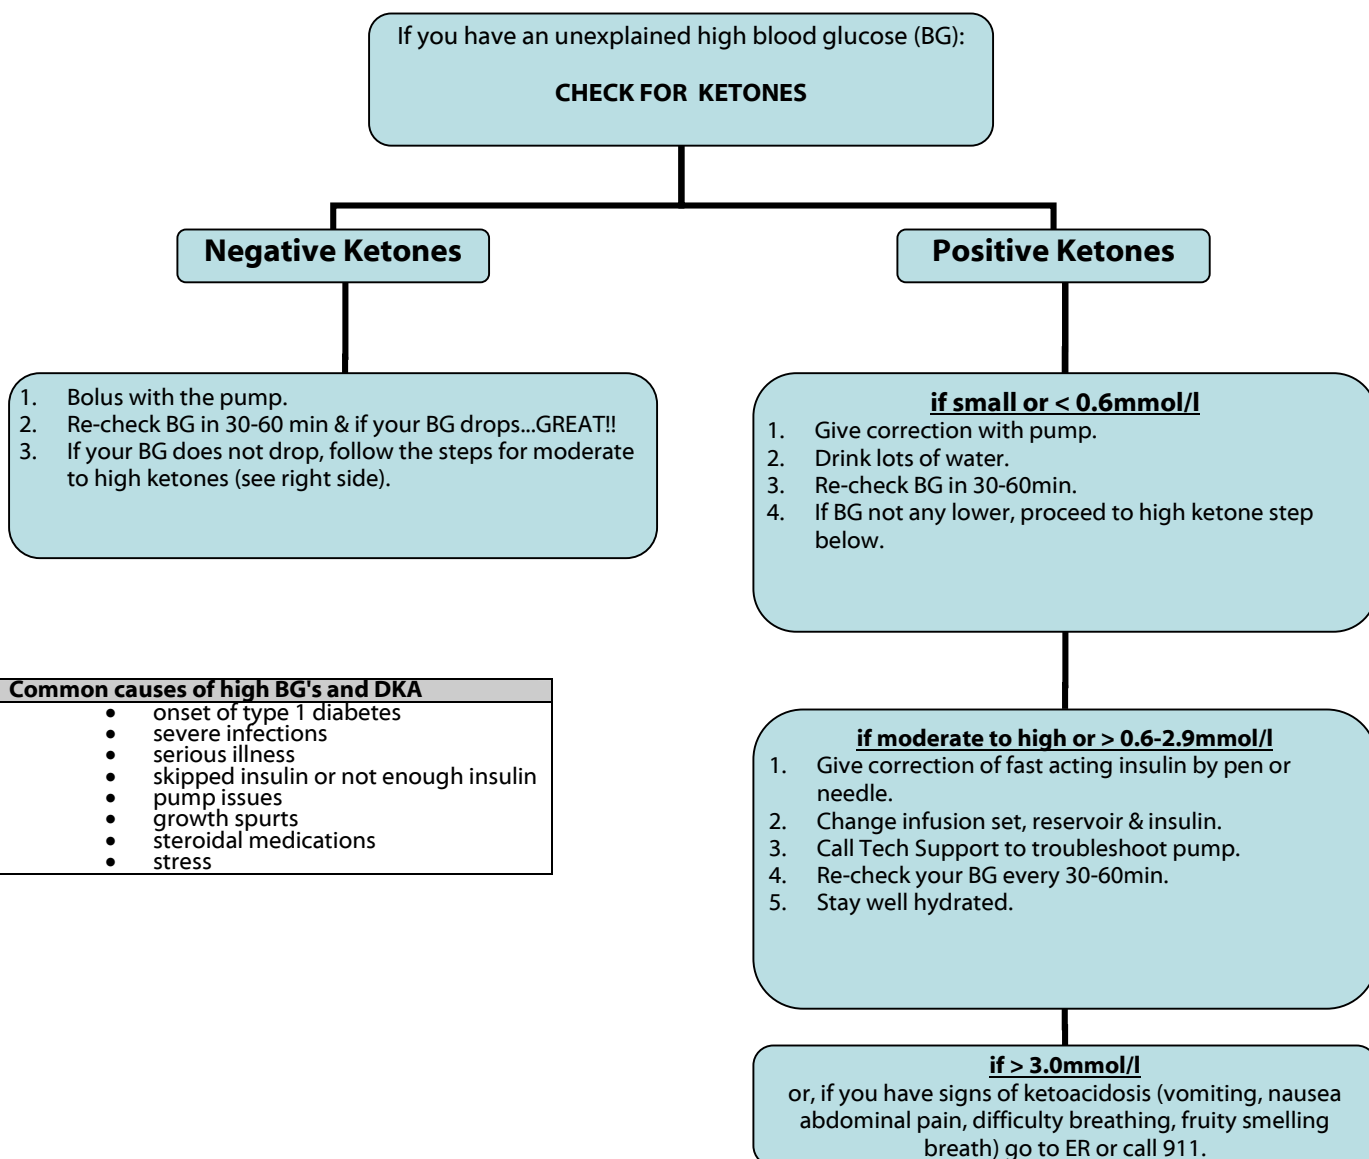 If you have an unexplained high blood glucose (BG):
CHECK FOR KETONES
Negative Ketones
Positive Ketones
1. Bolus with the pump.
2. Re-check BG in 30-60 min & if your BG drops...GREAT!!
3. If your BG does not drop, follow the steps for moderate
to high ketones (see right side).
if small or < 0.6mmol/l
1. Give correction with pump.
2. Drink lots of water.
3. Re-check BG in 30-60min.
4. If BG not any lower, proceed to high ketone step
below.
Common causes of high BG's and DKA
• onset of type 1 diabetes
• severe infections
• serious illness
• skipped insulin or not enough insulin
• pump issues
• growth spurts
• steroidal medications
• stress
if moderate to high or > 0.6-2.9mmol/l
1. Give correction of fast acting insulin by pen or
needle.
2. Change infusion set, reservoir & insulin.
3. Call Tech Support to troubleshoot pump.
4. Re-check your BG every 30-60min.
5. Stay well hydrated.
if > 3.0mmol/l
or, if you have signs of ketoacidosis (vomiting, nausea
abdominal pain, difficulty breathing, fruity smelling
breath) go to ER or call 911.